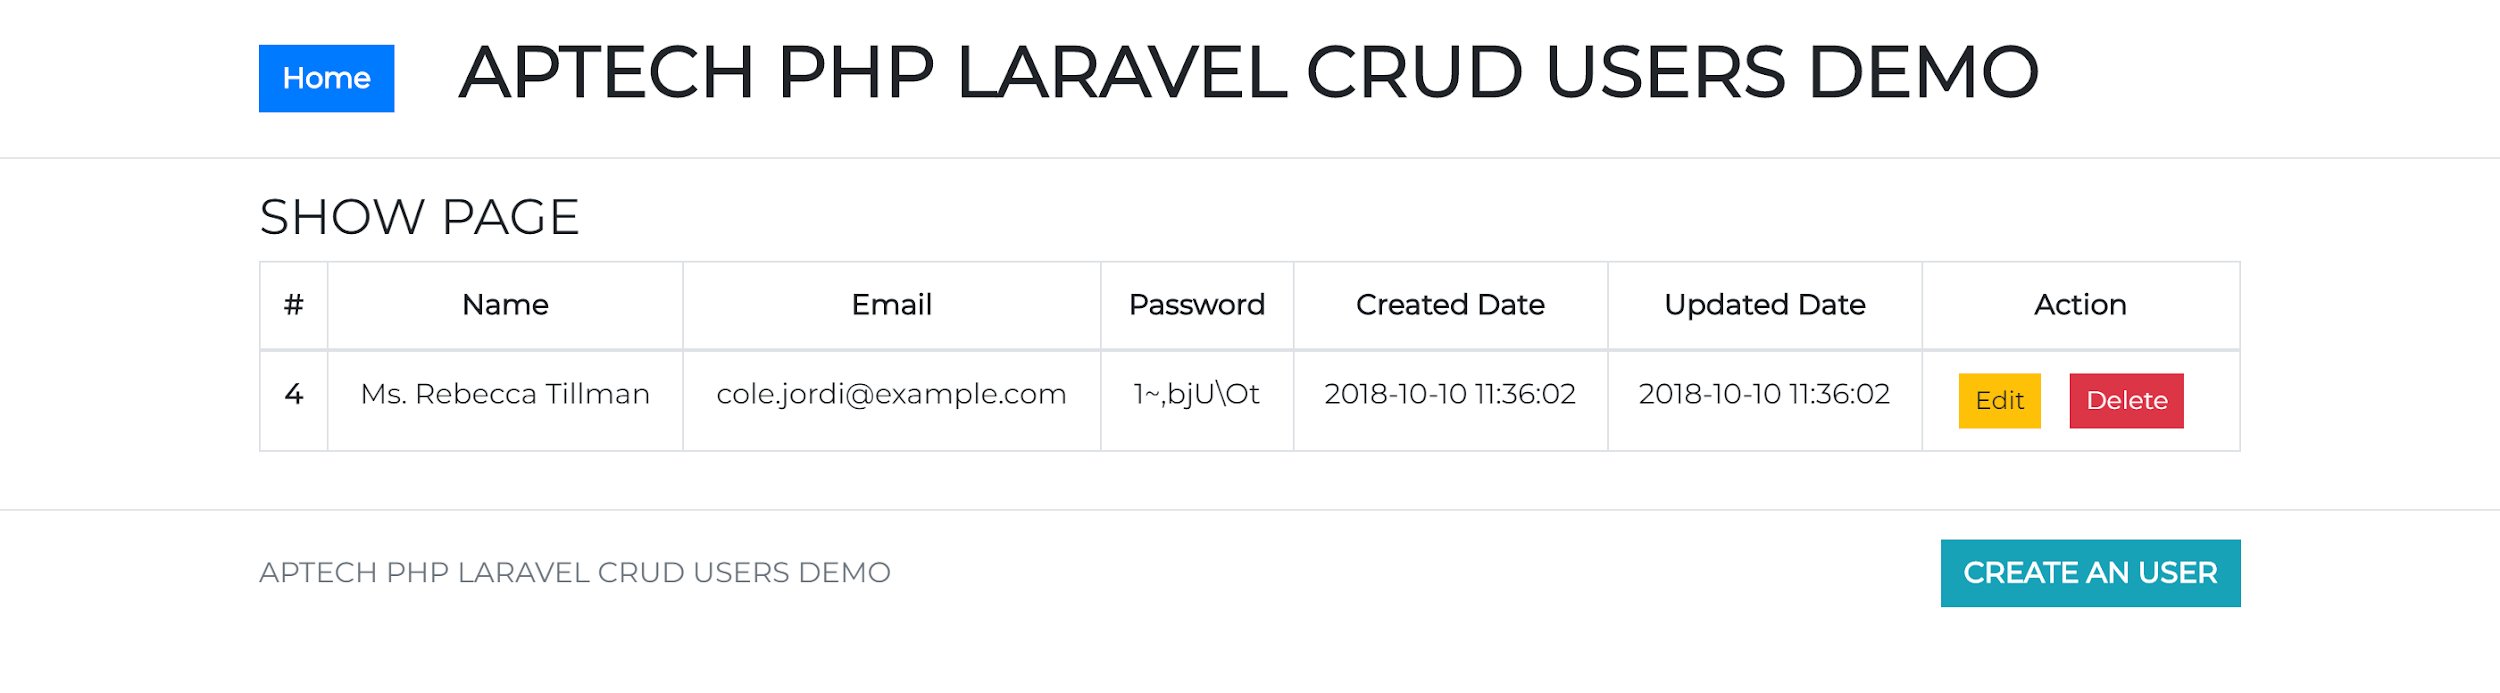 Home APTECH PHP LARAVEL CRUD USERS DEMO
SHOW PAGE
# Name Email Password Created Date Updated Date Action
4 Ms. Rebecca Tillman cole.jordi@example.com 1~,bjU\Ot 2018-10-10 11:36:02 2018-10-10 11:36:02 Edit Delete
APTECH PHP LARAVEL CRUD USERS DEMO CREATE AN USER